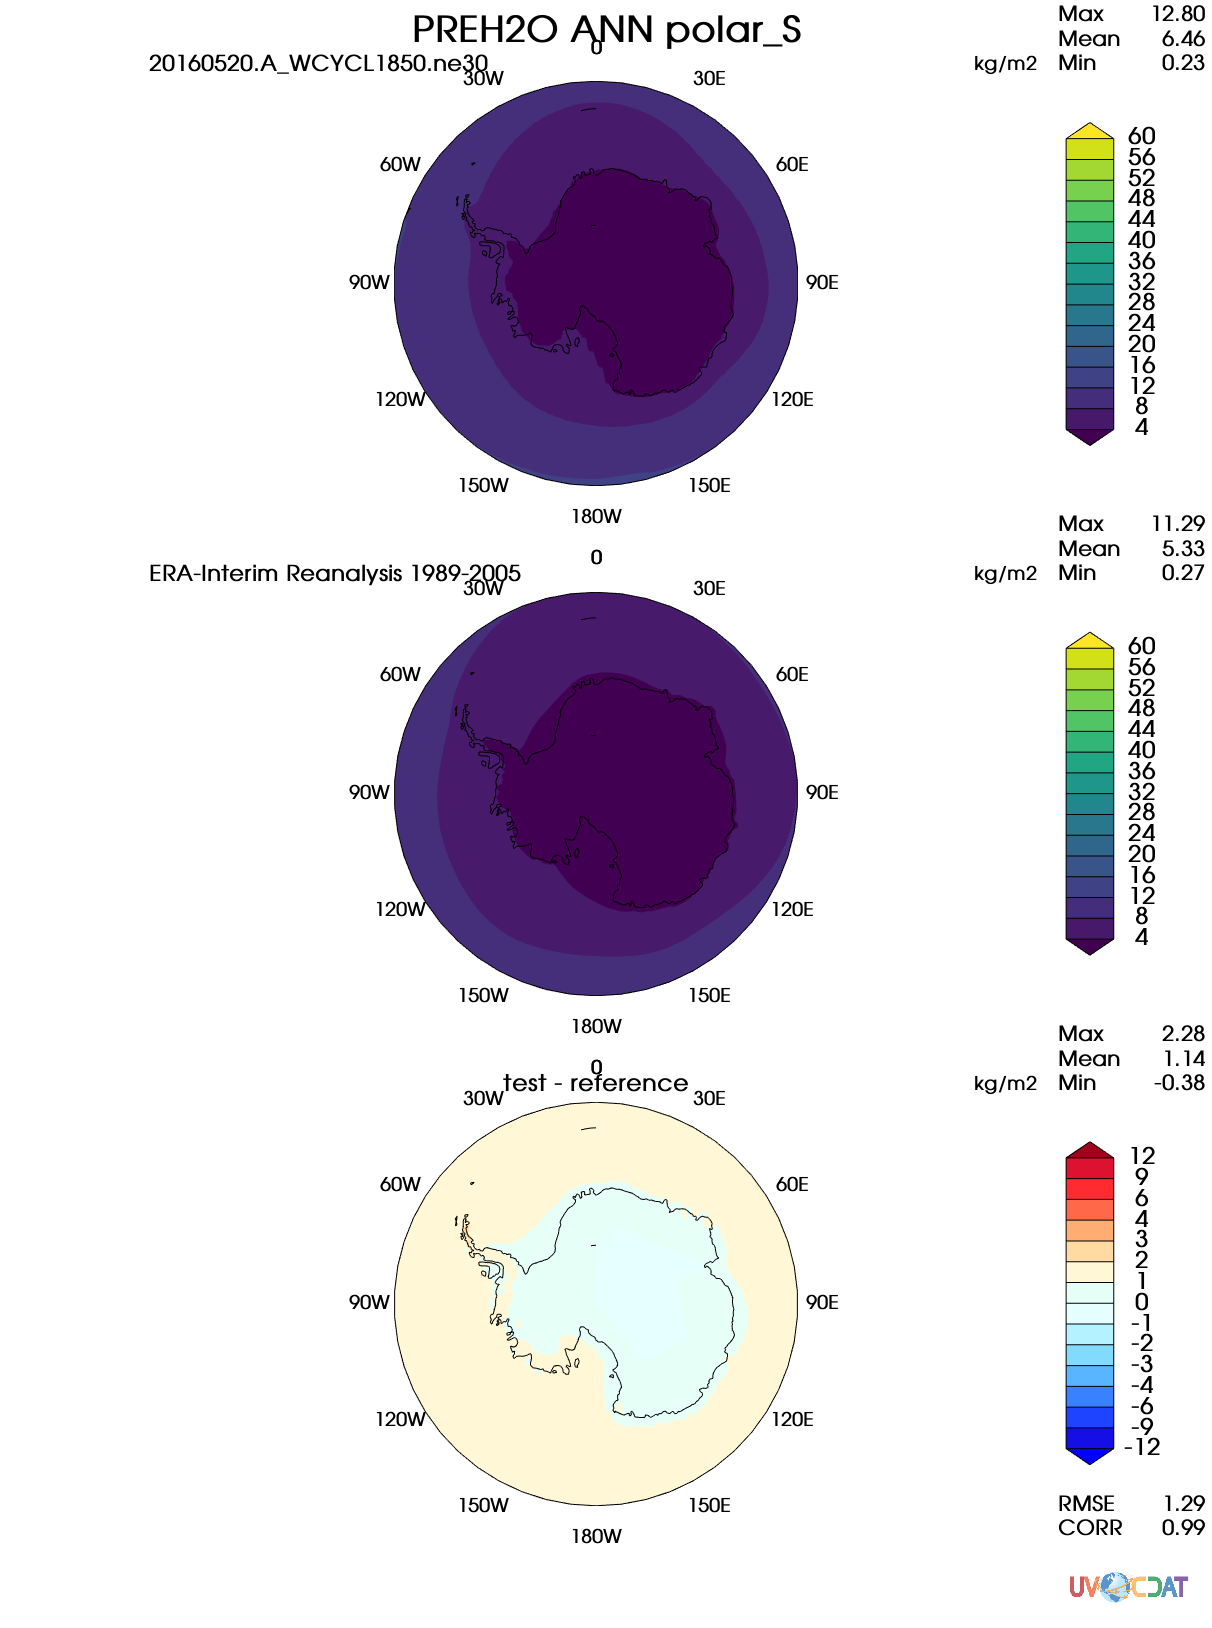 PREH2O ANN polar_S
20160520.A_WCYCL1850.ne30
kg/m2
Max 12.80
Mean 6.46
Min 0.23
0
30E
60E
90E
120E
150E
180W
150W
120W
90W
60W
30W
60
56
52
48
44
40
36
32
28
24
20
16
12
8
4
ERA-Interim Reanalysis 1989-2005
kg/m2
Max 11.29
Mean 5.33
Min 0.27
0
30E
60E
90E
120E
150E
180W
150W
120W
90W
60W
30W
60
56
52
48
44
40
36
32
28
24
20
16
12
8
4
test - reference
kg/m2
Max 2.28
Mean 1.14
Min -0.38
0
30E
60E
90E
120E
150E
180W
150W
120W
90W
60W
30W
12
9
6
4
3
2
1
0
-1
-2
-3
-4
-6
-9
-12
RMSE 1.29
CORR 0.99
UV CDAT